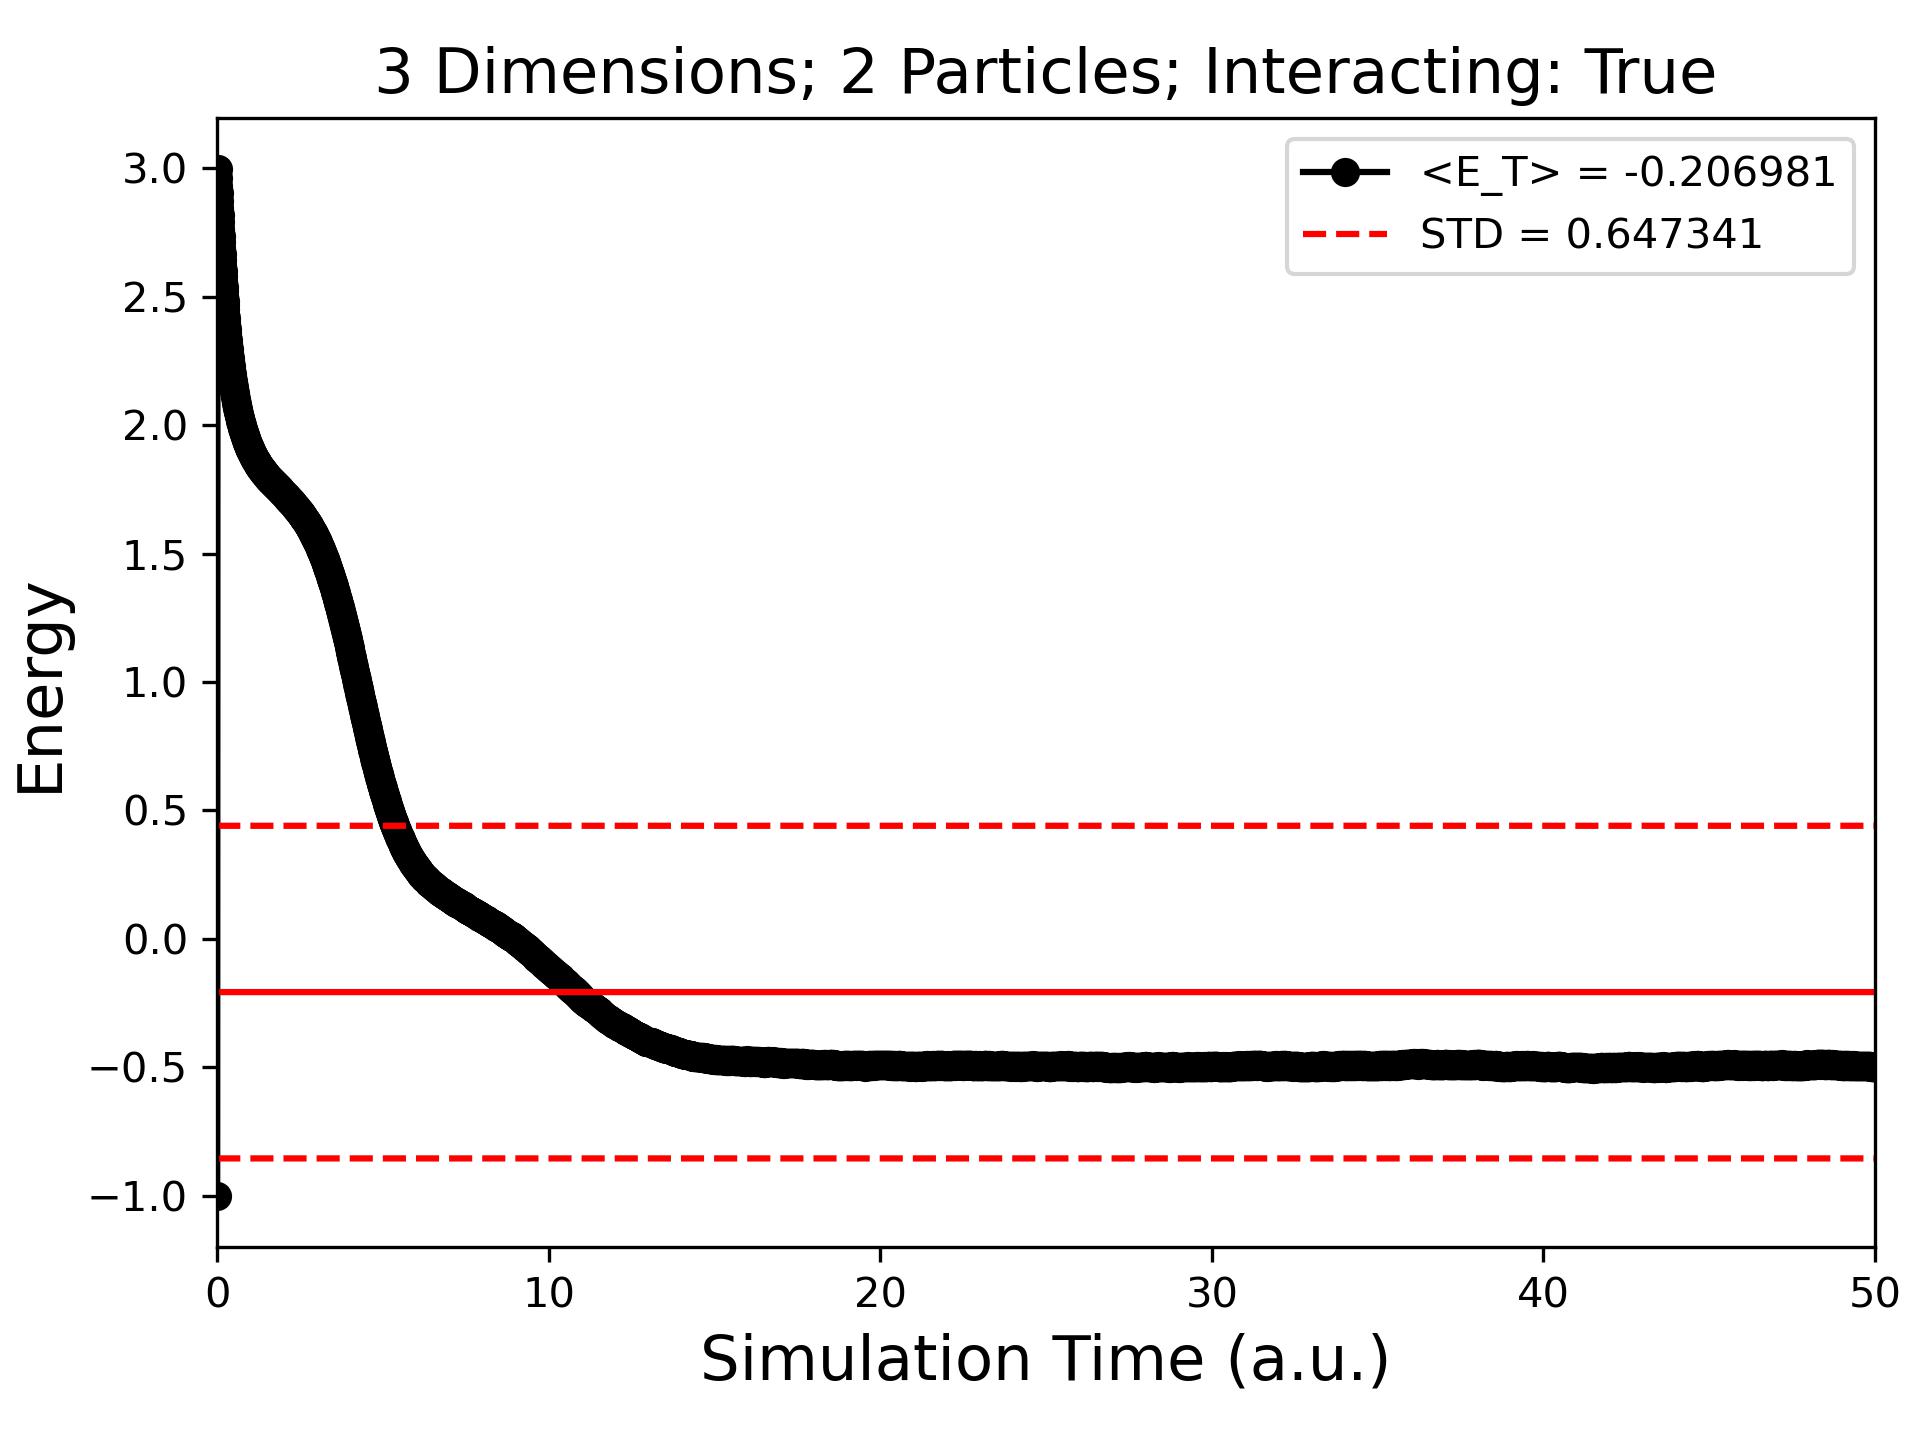 3 Dimensions; 2 Particles; Interacting: True
<E_T> = -0.206981
STD = 0.647341
Energy
3.0
2.5
2.0
1.5
1.0
0.5
0.0
−0.5
−1.0
0 10 20 30 40 50
Simulation Time (a.u.)